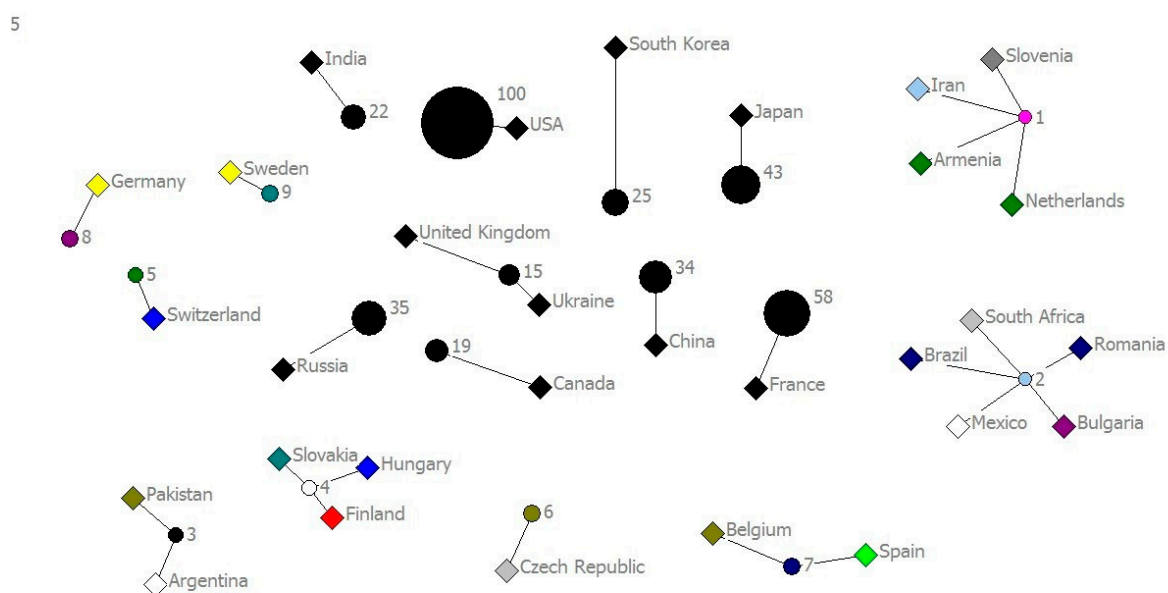 5
South Korea
India
Slovenia
Iran
100
22
USA
Japan
1
Armenia
Sweden
43
Germany
9
25
Netherlands
8
United Kingdom
34
5
15
58
Ukraine
35
Switzerland
South Africa
19
China
Romania
Brazil
Russia
2
Canada
France
Mexico
Bulgaria
Slovakia
Hungary
4
Pakistan
Finland
6
3
Belgium
Spain
7
Czech Republic
Argentina